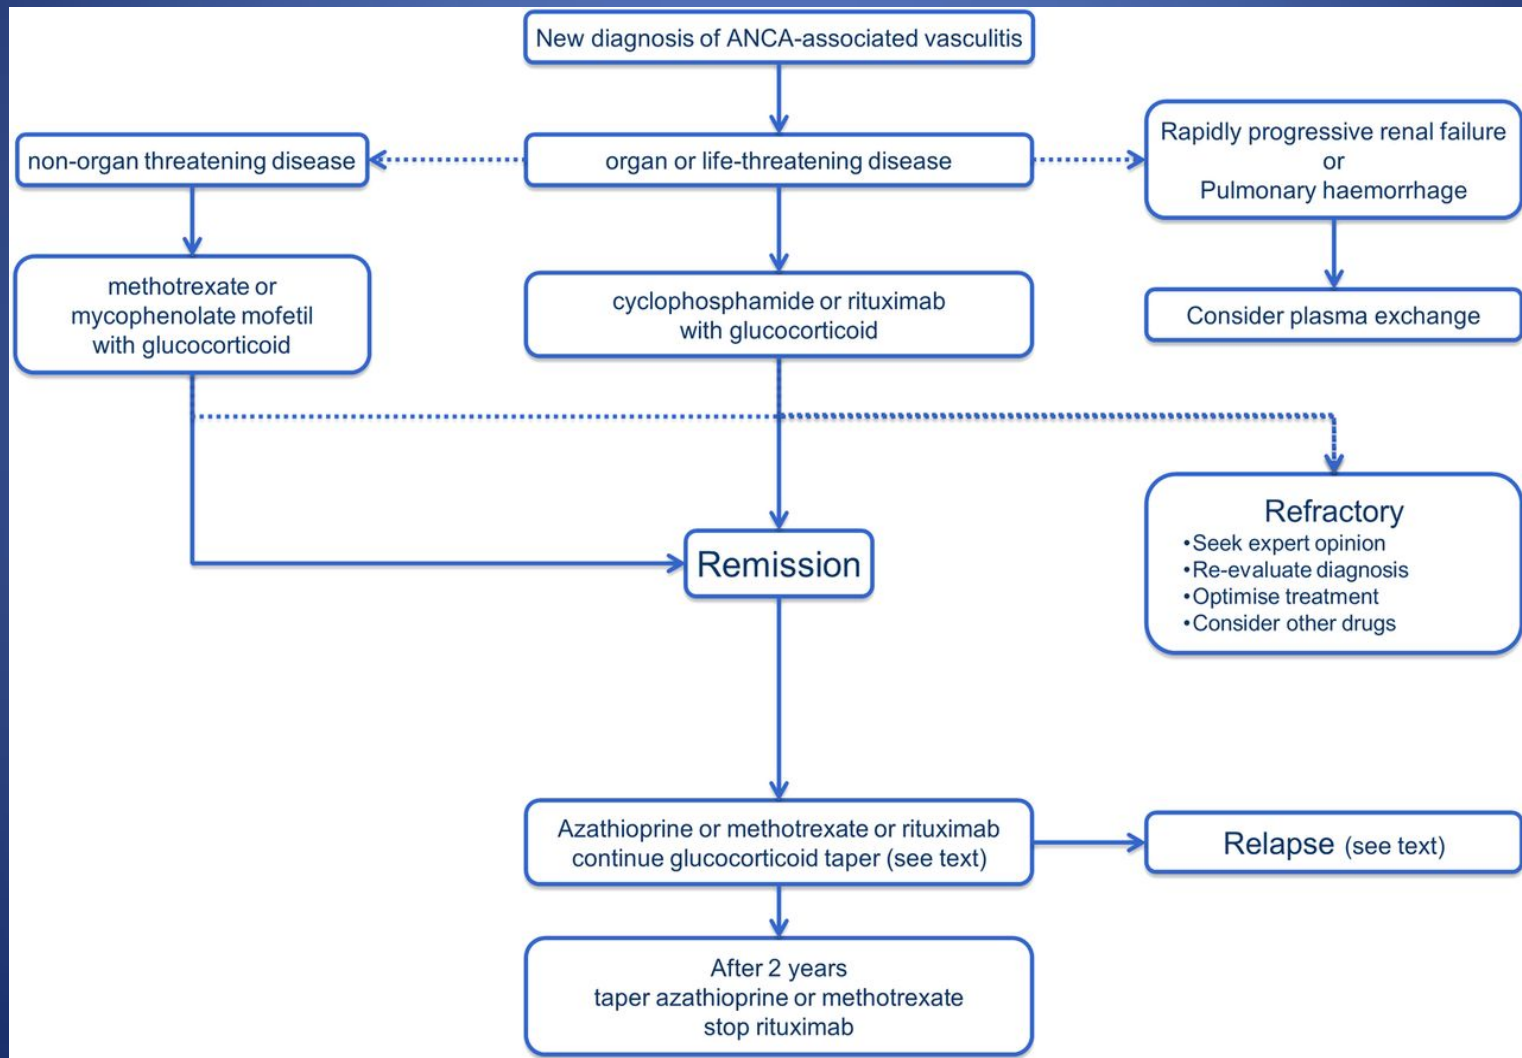 New diagnosis of ANCA-associated vasculitis
non-organ threatening disease
organ or life-threatening disease
Rapidly progressive renal failure
or
Pulmonary haemorrhage
methotrexate or
mycophenolate mofetil
with glucocorticoid
cyclophosphamide or rituximab
with glucocorticoid
Consider plasma exchange
Remission
Refractory
•Seek expert opinion
•Re-evaluate diagnosis
•Optimise treatment
•Consider other drugs
Azathioprine or methotrexate or rituximab
continue glucocorticoid taper (see text)
Relapse (see text)
After 2 years
taper azathioprine or methotrexate
stop rituximab